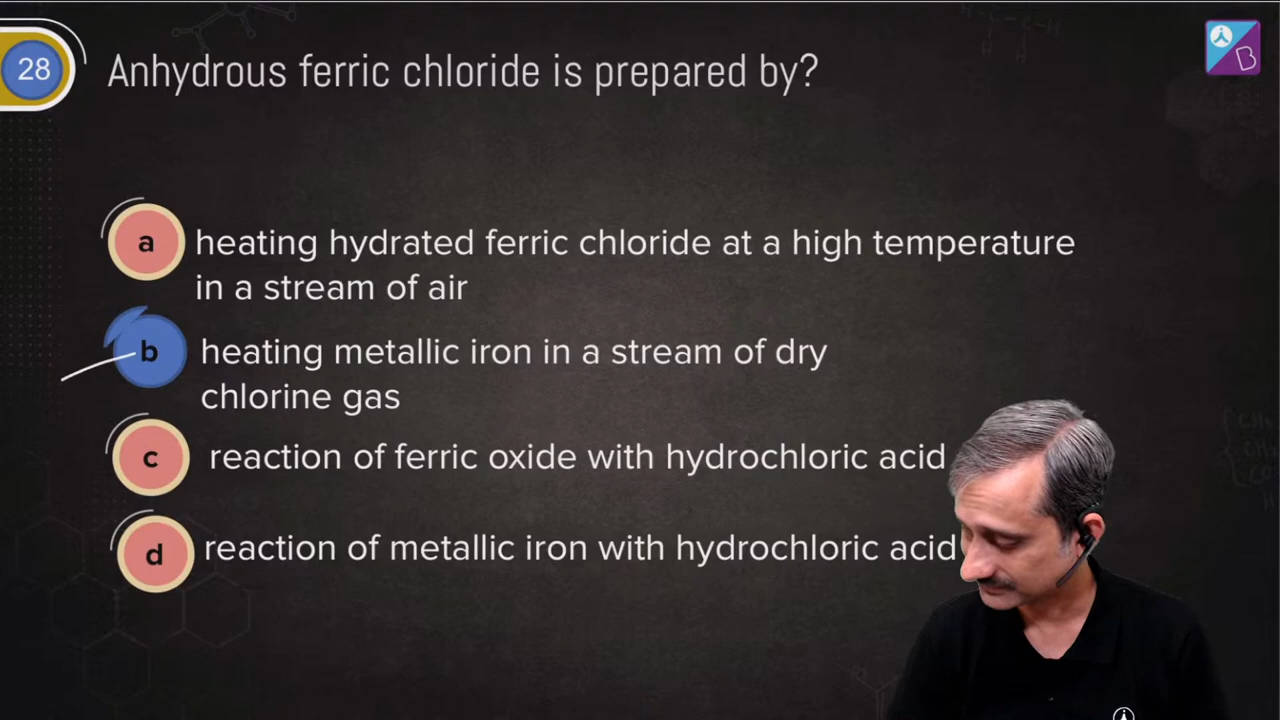 28
Anhydrous ferric chloride is prepared by?
a
heating hydrated ferric chloride at a high temperature
in a stream of air
b
heating metallic iron in a stream of dry
chlorine gas
c
reaction of ferric oxide with hydrochloric acid
d
reaction of metallic iron with hydrochloric acid
B